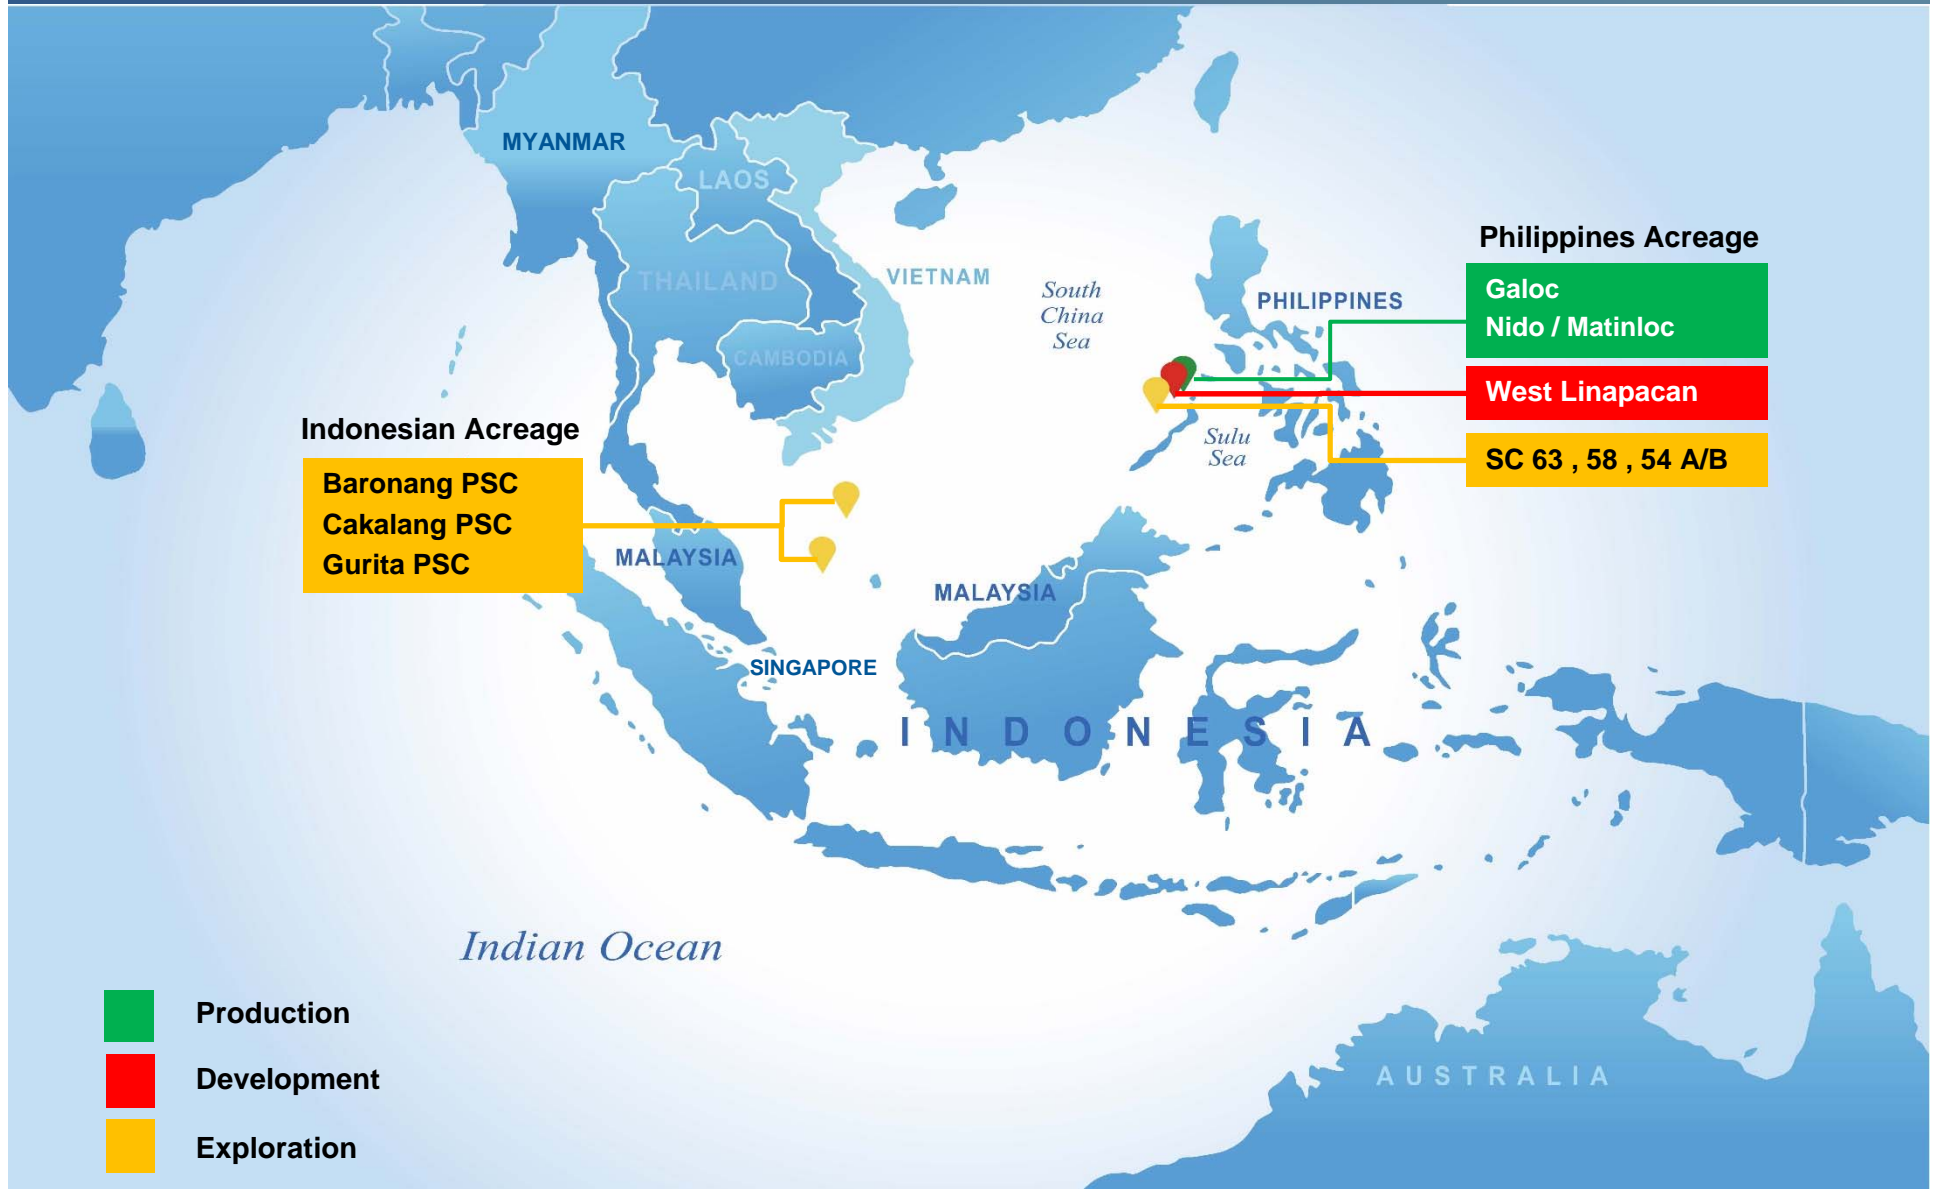 MYANMAR
LAOS
THAILAND
VIETNAM
CAMBODIA
South
China
Sea
PHILIPPINES
Philippines Acreage
Galoc
Nido / Matinloc
West Linapacan
SC 63 , 58 , 54 A/B
Sulu
Sea
Indonesian Acreage
Baronang PSC
Cakalang PSC
Gurita PSC
MALAYSIA
MALAYSIA
SINGAPORE
INDONESIA
Indian Ocean
AUSTRALIA
Production
Development
Exploration